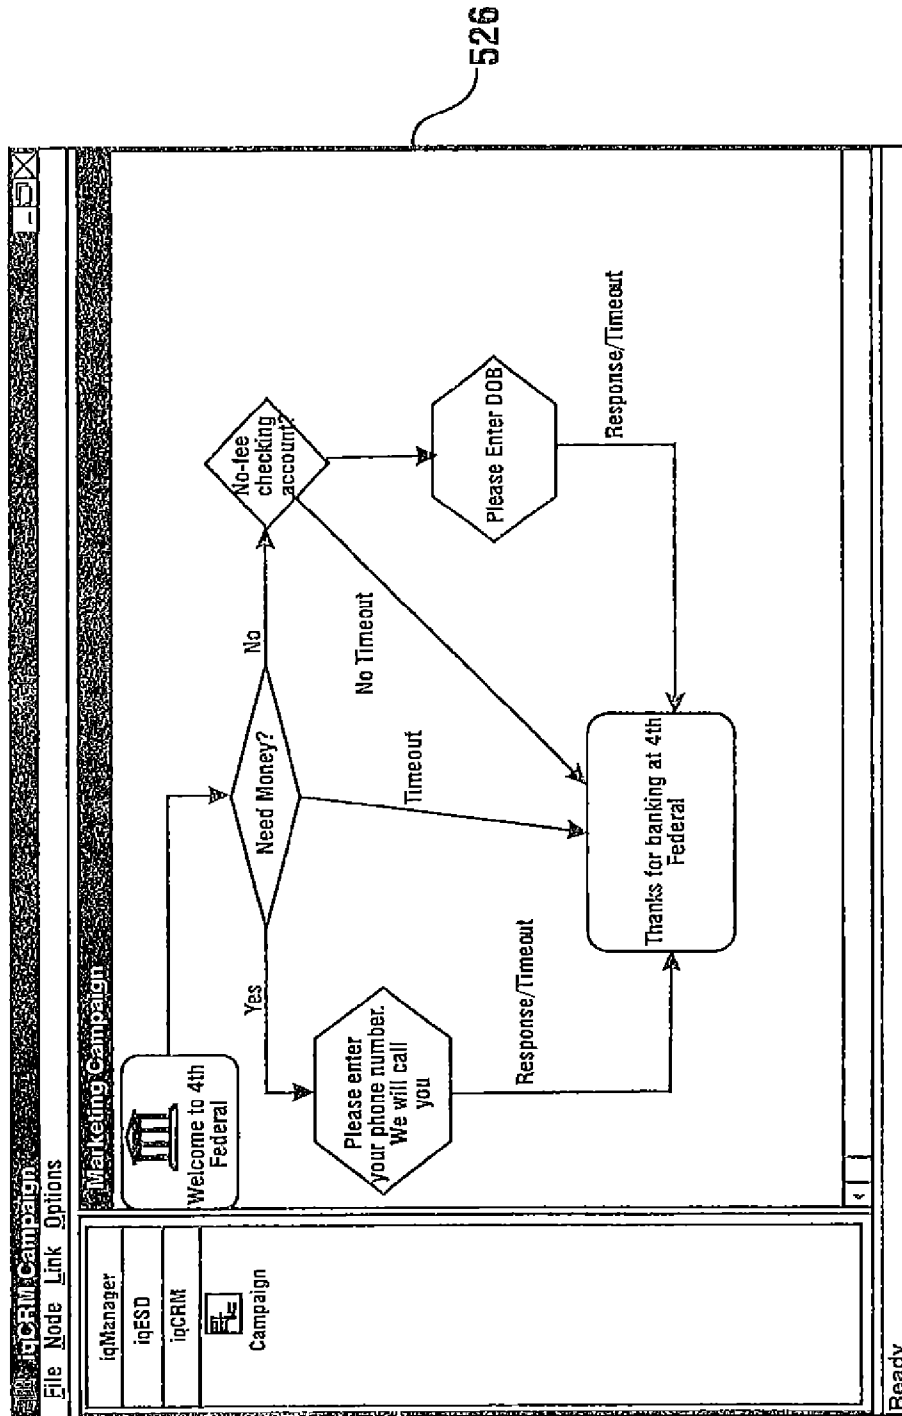 iqCRM Campaign
File Node Link Options
iqManager
iqESD
iqCRM
Campaign
Marketing Campaign
Welcome to 4th
Federal
Need Money?
Yes
No
Timeout
No Timeout
No-fee
checking
account?
Please enter
your phone number.
We will call
you
Please Enter DOB
Response/Timeout
Response/Timeout
Thanks for banking at 4th
Federal
Ready
526